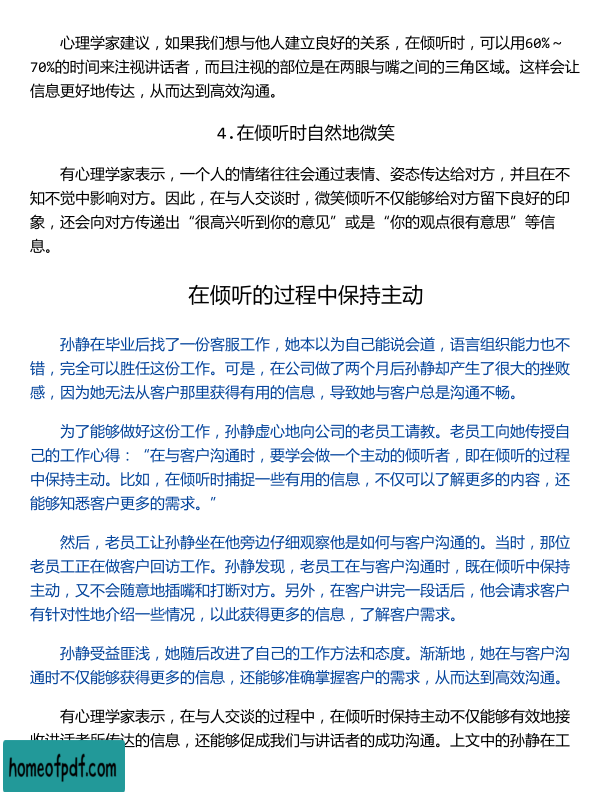 心理学家建议，如果我们想与他人建立良好的关系，在倾听时，可以用60%～
70%的时间来注视讲话者，而且注视的部位是在两眼与嘴之间的三角区域。这样会让
信息更好地传达，从而达到高效沟通。
4.在倾听时自然地微笑
有心理学家表示，一个人的情绪往往会通过表情、姿态传达给对方，并且在不
知不觉中影响对方。因此，在与人交谈时，微笑倾听不仅能够给对方留下良好的印
象，还会向对方传递出“很高兴听到你的意见”或是“你的观点很有意思”等信
息。
在倾听的过程中保持主动
孙静在毕业后找了一份客服工作，她本以为自己能说会道，语言组织能力也不
错，完全可以胜任这份工作。可是，在公司做了两个月后孙静却产生了很大的挫败
感，因为她无法从客户那里获得有用的信息，导致她与客户总是沟通不畅。
为了能够做好这份工作，孙静虚心地向公司的老员工请教。老员工向她传授自
己的工作心得：“在与客户沟通时，要学会做一个主动的倾听者，即在倾听的过程
中保持主动。比如，在倾听时捕捉一些有用的信息，不仅可以了解更多的内容，还
能够知悉客户更多的需求。”
然后，老员工让孙静坐在他旁边仔细观察他是如何与客户沟通的。当时，那位
老员工正在做客户回访工作。孙静发现，老员工在与客户沟通时，既在倾听中保持
主动，又不会随意地插嘴和打断对方。另外，在客户讲完一段话后，他会请求客户
有针对性地介绍一些情况，以此获得更多的信息，了解客户需求。
孙静受益匪浅，她随后改进了自己的工作方法和态度。渐渐地，她在与客户沟
通时不仅能够获得更多的信息，还能够准确掌握客户的需求，从而达到高效沟通。
有心理学家表示，在与人交谈的过程中，在倾听时保持主动不仅能够有效地接
收讲话者所传达的信息，还能够促成我们与讲话者的成功沟通。上文中的孙静在工
homeofpdf.com